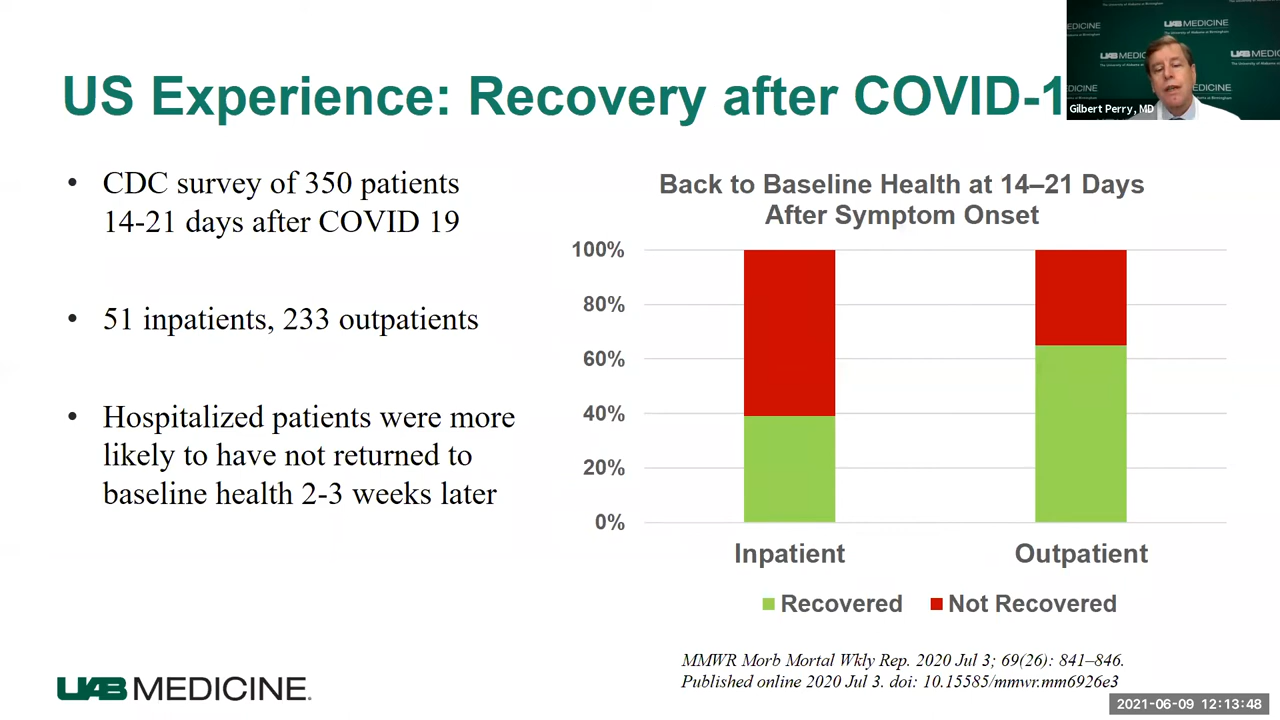 US Experience: Recovery after COVID-1
UAB MEDICINE
Gilbert Perry, MD
• CDC survey of 350 patients
14-21 days after COVID 19
• 51 inpatients, 233 outpatients
• Hospitalized patients were more
likely to have not returned to
baseline health 2-3 weeks later
Back to Baseline Health at 14–21 Days
After Symptom Onset
100%
80%
60%
40%
20%
0%
Inpatient Outpatient
Recovered Not Recovered
MMWR Morb Mortal Wkly Rep. 2020 Jul 3; 69(26): 841–846.
Published online 2020 Jul 3. doi: 10.15585/mmwr.mm6926e3
UAB MEDICINE.
2021-06-09 12:13:48